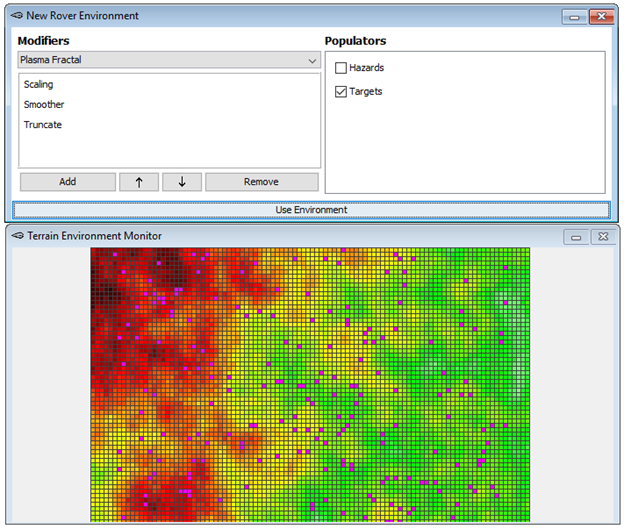 New Rover Environment
Modifiers
Plasma Fractal
Scaling
Smoother
Truncate
Add
↑
↓
Remove
Populators
Hazards
Targets
Use Environment
Terrain Environment Monitor